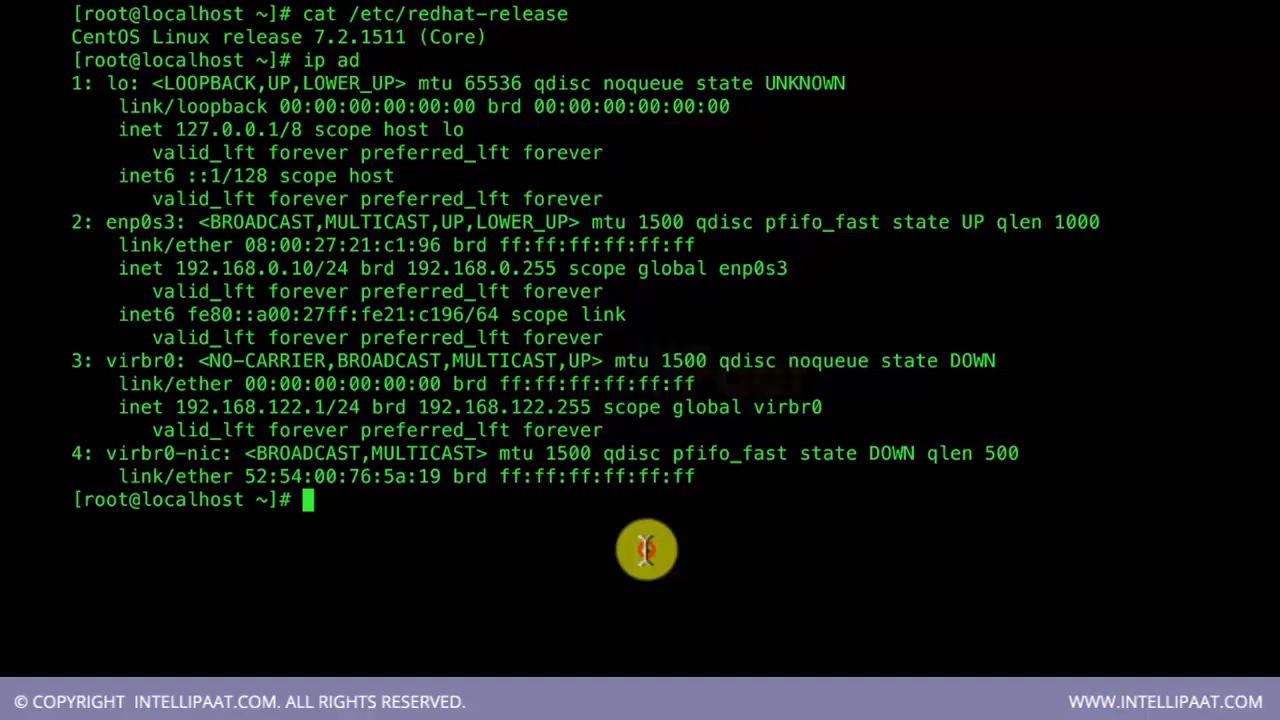 [root@localhost ~]# cat /etc/redhat-release
CentOS Linux release 7.2.1511 (Core)
[root@localhost ~]# ip ad
1: lo: <LOOPBACK,UP,LOWER_UP> mtu 65536 qdisc noqueue state UNKNOWN
link/loopback 00:00:00:00:00:00 brd 00:00:00:00:00:00
inet 127.0.0.1/8 scope host lo
valid_lft forever preferred_lft forever
inet6 ::1/128 scope host
valid_lft forever preferred_lft forever
2: enp0s3: <BROADCAST,MULTICAST,UP,LOWER_UP> mtu 1500 qdisc pfifo_fast state UP qlen 1000
link/ether 08:00:27:21:c1:96 brd ff:ff:ff:ff:ff:ff
inet 192.168.0.10/24 brd 192.168.0.255 scope global enp0s3
valid_lft forever preferred_lft forever
inet6 fe80::a00:27ff:fe21:c196/64 scope link
valid_lft forever preferred_lft forever
3: virbr0: <NO-CARRIER,BROADCAST,MULTICAST,UP> mtu 1500 qdisc noqueue state DOWN
link/ether 00:00:00:00:00:00 brd ff:ff:ff:ff:ff:ff
inet 192.168.122.1/24 brd 192.168.122.255 scope global virbr0
valid_lft forever preferred_lft forever
4: virbr0-nic: <BROADCAST,MULTICAST> mtu 1500 qdisc pfifo_fast state DOWN qlen 500
link/ether 52:54:00:76:5a:19 brd ff:ff:ff:ff:ff:ff
[root@localhost ~]#
© COPYRIGHT INTELLIPAAT.COM. ALL RIGHTS RESERVED.
WWW.INTELLIPAAT.COM